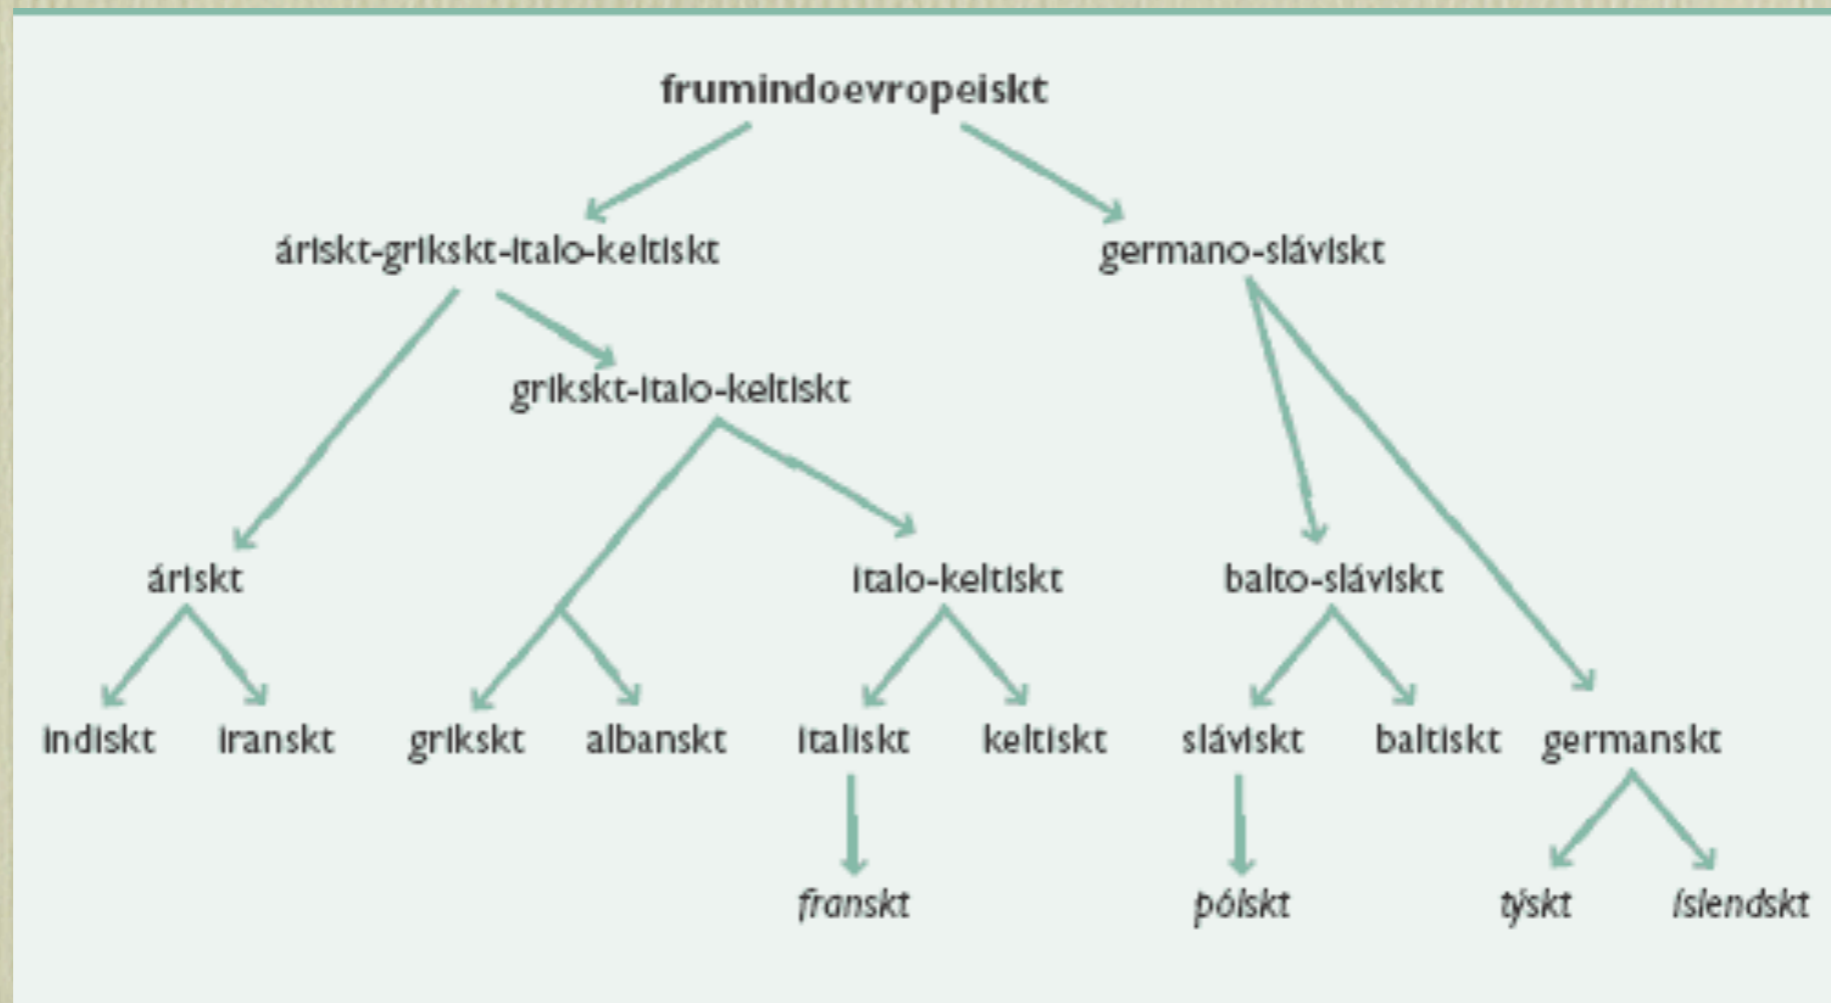 frumindoevropeiskt
áriskt-grikskt-italo-keltiskt germano-sláviskt
grikskt-italo-keltiskt
áriskt italo-keltiskt balto-sláviskt
indiskt iranskt grikskt albanskt italiskt keltiskt sláviskt baltiskt germanskt
franskt pólskt týskt íslendskt